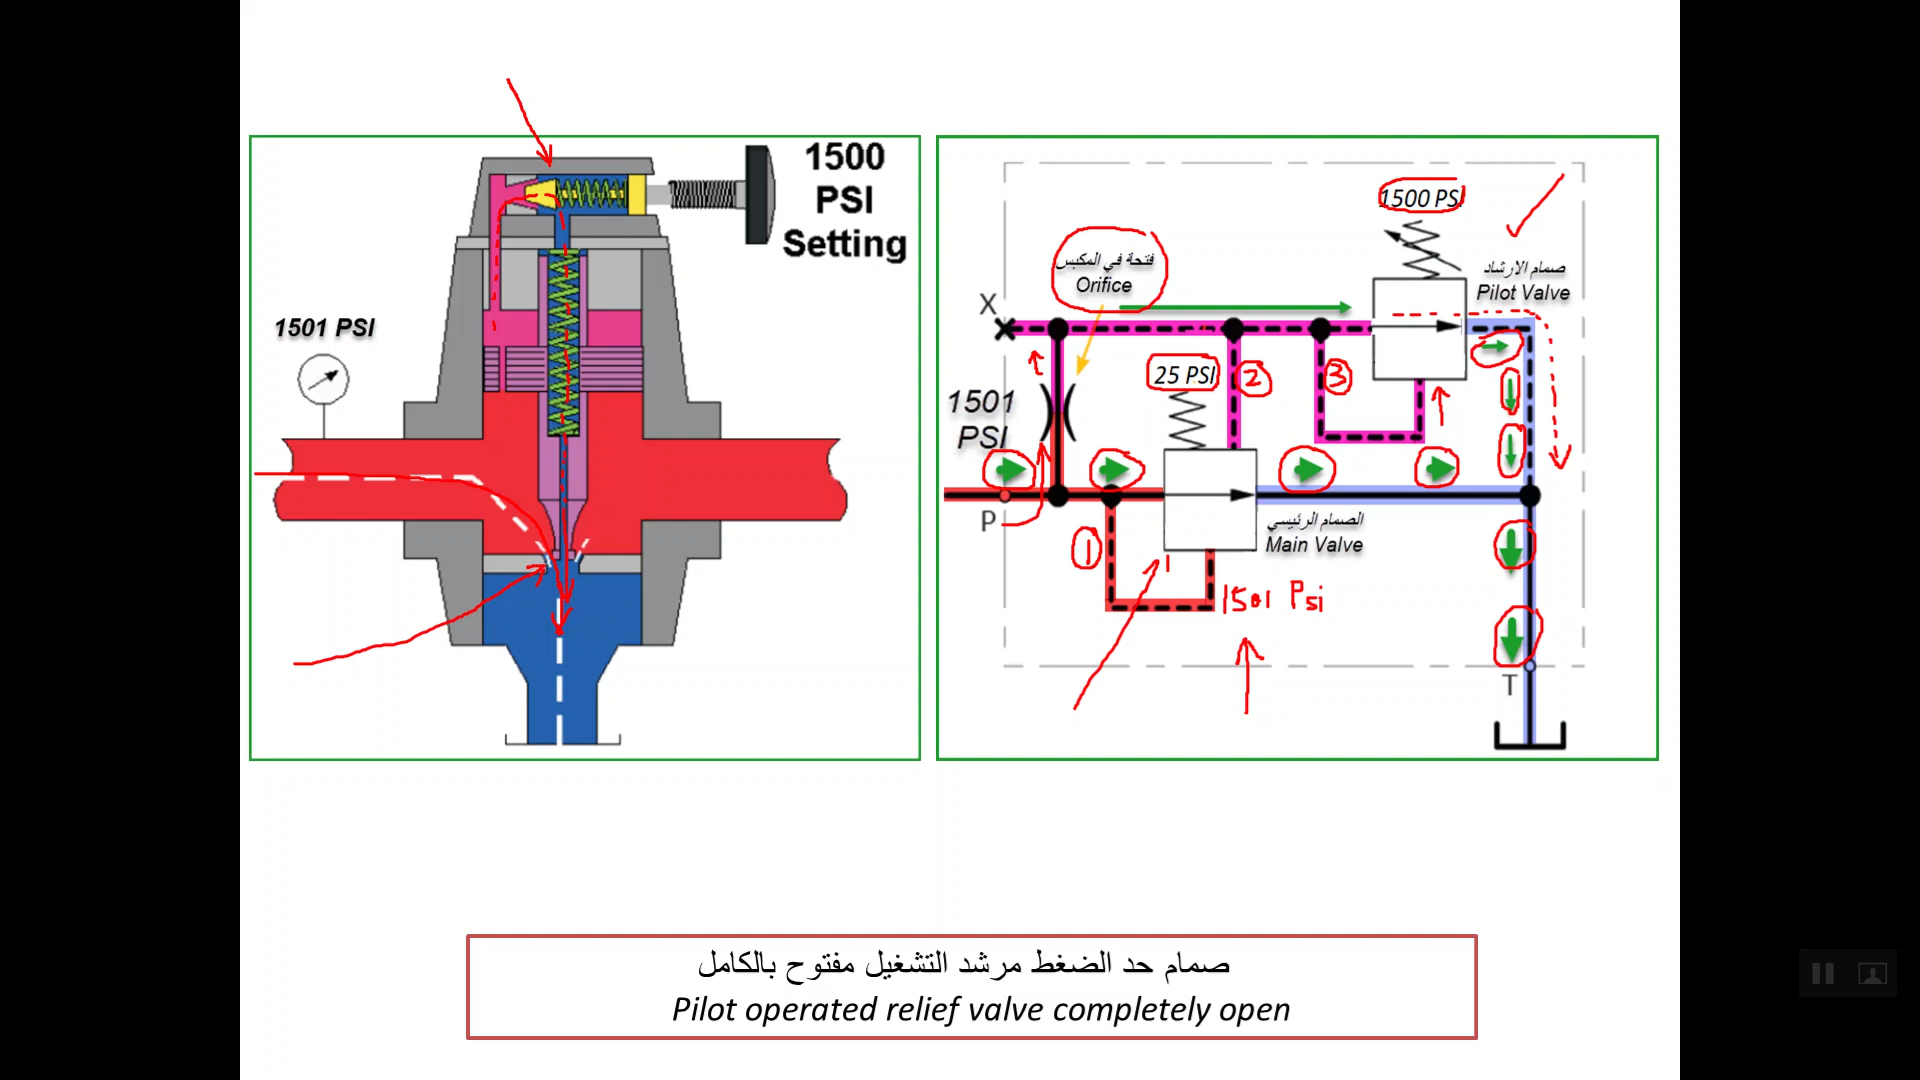 1500
PSI
Setting
1501 PSI
1500 PSI
فتحة في المكبس
Orifice
صمام الارشاد
Pilot Valve
X
25 PSI
2
3
1501
PSI
P
1
الصمام الرئيسي
Main Valve
1501 Psi
T
صمام حد الضغط مرشد التشغيل مفتوح بالكامل
Pilot operated relief valve completely open